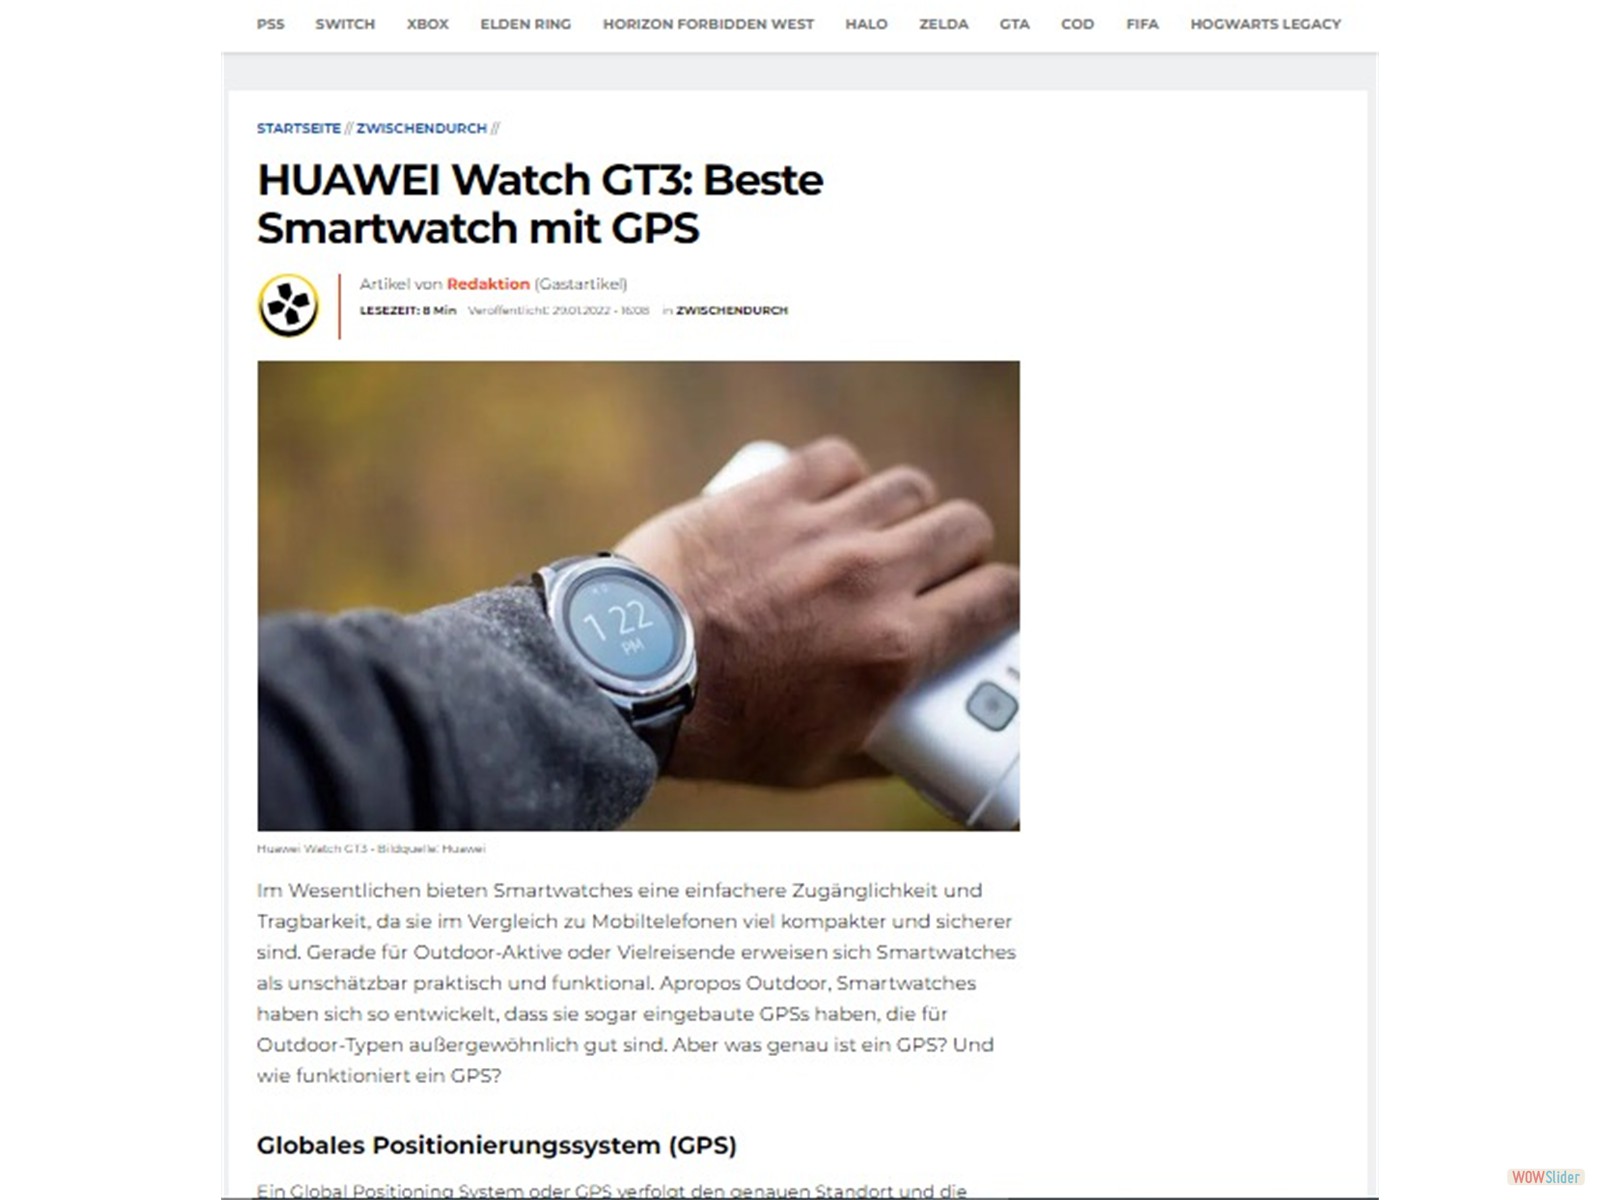 PS5 SWITCH XBOX ELDEN RING HORIZON FORBIDDEN WEST HALO ZELDA GTA COD FIFA HOGWARTS LEGACY
STARTSEITE // ZWISCHENDURCH //
HUAWEI Watch GT3: Beste
Smartwatch mit GPS
Artikel von Redaktion (Gastartikel)
LESEZEIT: 8 Min Veröffentlicht: 29.01.2022 - 16:08 in ZWISCHENDURCH
1 22
PM
Huawei Watch GT3 - Bildquelle: Huawei
Im Wesentlichen bieten Smartwatches eine einfachere Zugänglichkeit und
Tragbarkeit, da sie im Vergleich zu Mobiltelefonen viel kompakter und sicherer
sind. Gerade für Outdoor-Aktive oder Vielreisende erweisen sich Smartwatches
als unschätzbar praktisch und funktional. Apropos Outdoor, Smartwatches
haben sich so entwickelt, dass sie sogar eingebaute GPSs haben, die für
Outdoor-Typen außergewöhnlich gut sind. Aber was genau ist ein GPS? Und
wie funktioniert ein GPS?
Globales Positionierungssystem (GPS)
Ein Global Positioning System oder GPS verfolgt den genauen Standort und die
WOWSlider